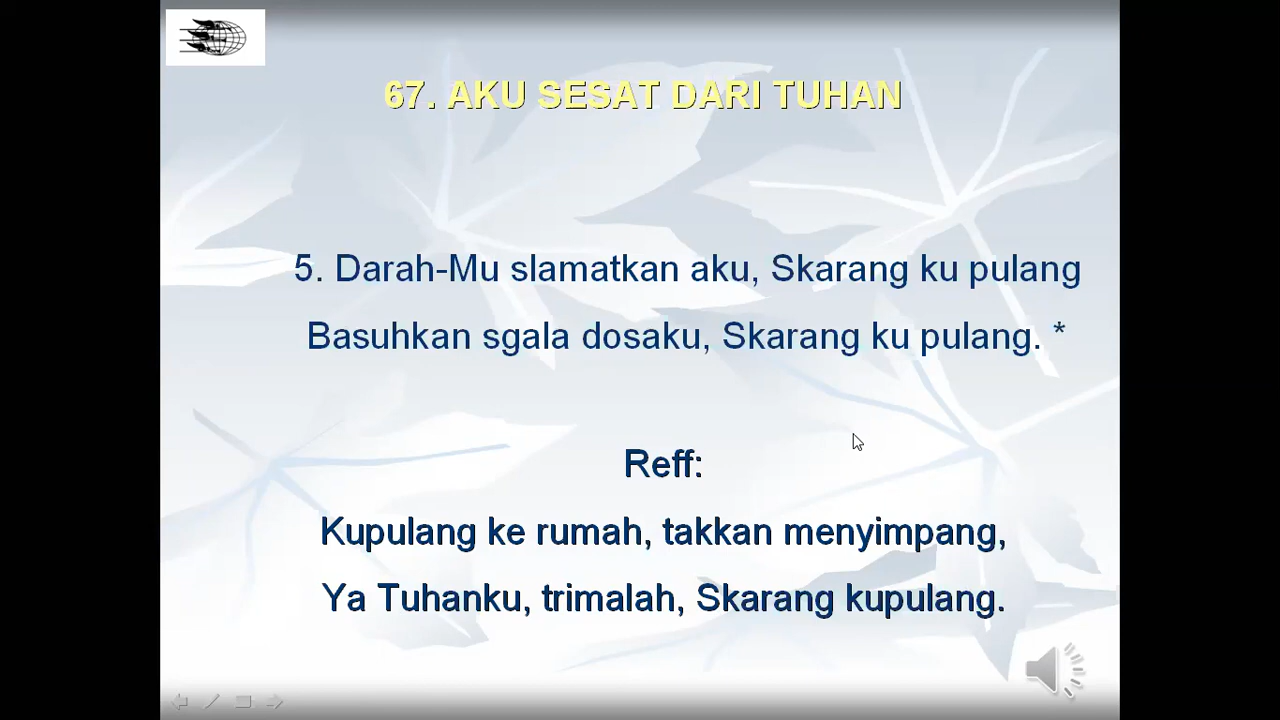 67. AKU SESAT DARI TUHAN
5. Darah-Mu slamatkan aku, Skarang ku pulang
Basuhkan sgala dosaku, Skarang ku pulang. *
Reff:
Kupulang ke rumah, takkan menyimpang,
Ya Tuhanku, trimalah, Skarang kupulang.